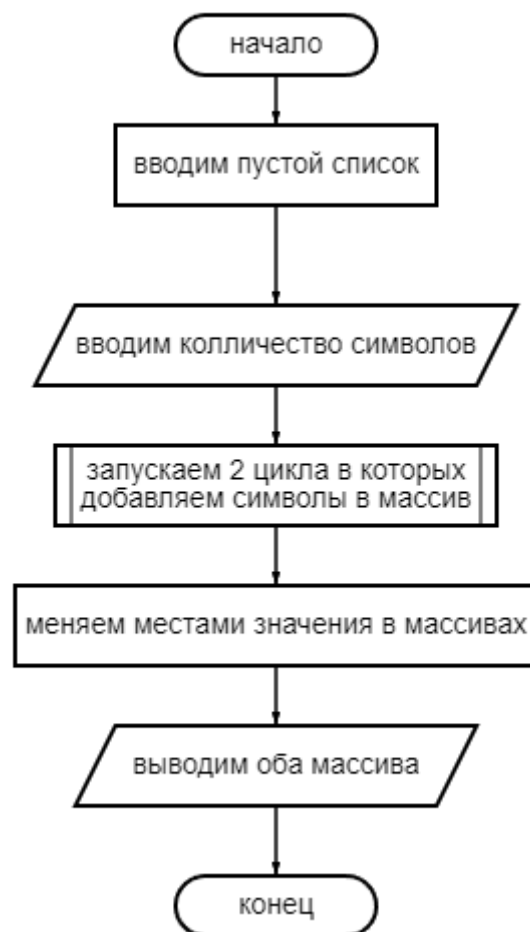 начало
вводим пустой список
вводим колличество символов
запускаем 2 цикла в которых
добавляем символы в массив
меняем местами значения в массивах
выводим оба массива
конец